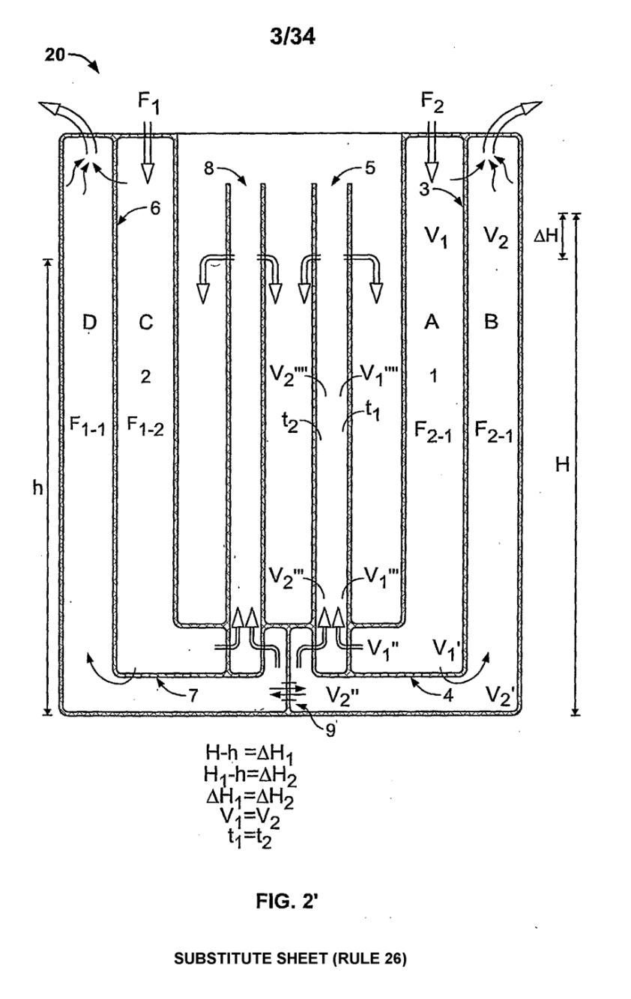 3/34
20
F1 F2
8 5
3
6
V1 V2 ΔH
D C A B
2 1
V2'''' V1''''
t2 t1
F1-1 F1-2 F2-1 F2-1
h H
V2''' V1'''
V1'' V1'
7 V2'' 4 V2'
9
H-h =ΔH1
H1-h=ΔH2
ΔH1=ΔH2
V1=V2
t1=t2
FIG. 2'
SUBSTITUTE SHEET (RULE 26)